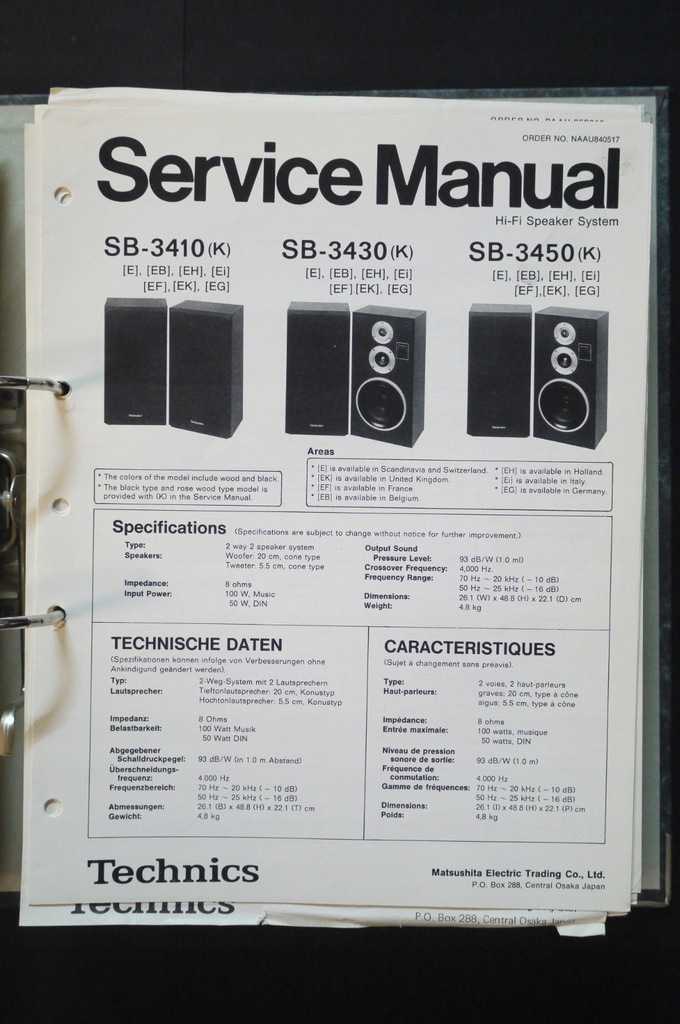 ORDER NO. NAAU840517
Service Manual
Hi-Fi Speaker System
SB-3410 (K)
[E], [EB], [EH], [Ei]
[EF], [EK], [EG]
SB-3430 (K)
[E], [EB], [EH], [Ei]
[EF] [EK], [EG]
SB-3450 (K)
[E], [EB], [EH], [Ei]
[EF], [EK], [EG]
* The colors of the model include wood and black.
* The black type and rose wood type model is
provided with (K) in the Service Manual.
Areas
* [E] is available in Scandinavia and Switzerland.
* [EK] is available in United Kingdom.
* [EF] is available in France.
* [EB] is available in Belgium.
* [EH] is available in Holland.
* [Ei] is available in Italy.
* [EG] is available in Germany.
Specifications (Specifications are subject to change without notice for further improvement.)
Type: 2 way 2 speaker system
Speakers: Woofer: 20 cm, cone type
Tweeter: 5.5 cm, cone type
Impedance: 8 ohms
Input Power: 100 W, Music
50 W, DIN
Output Sound
Pressure Level: 93 dB/W (1.0 m)
Crossover Frequency: 4,000 Hz.
Frequency Range: 70 Hz ~ 20 kHz (－10 dB)
50 Hz ~ 25 kHz (－16 dB)
Dimensions: 26.1 (W) x 48.8 (H) x 22.1 (D) cm
Weight: 4.8 kg
TECHNISCHE DATEN
(Spezifikationen können infolge von Verbesserungen ohne
Ankündigung geändert werden).
Typ: 2-Weg-System mit 2 Lautsprechern
Lautsprecher: Tieftonlautsprecher: 20 cm, Konustyp
Hochtonlautsprecher: 5.5 cm, Konustyp
Impedanz: 8 Ohms
Belastbarkeit: 100 Watt Musik
50 Watt DIN
Abgegebener
Schalldruckpegel: 93 dB/W (in 1.0 m Abstand)
Überschneidungs-
frequenz: 4.000 Hz
Frequenzbereich: 70 Hz ~ 20 kHz (－10 dB)
50 Hz ~ 25 kHz (－16 dB)
Abmessungen: 26.1 (B) x 48.8 (H) x 22.1 (T) cm
Gewicht: 4,8 kg
CARACTERISTIQUES
(Sujet à changement sans préavis).
Type: 2 voies, 2 haut-parleurs
Haut-parleurs: graves: 20 cm, type à cône
aigus: 5.5 cm, type à cône
Impédance: 8 ohms
Entrée maximale: 100 watts, musique
50 watts, DIN
Niveau de pression
sonore de sortie: 93 dB/W (1.0 m)
Fréquence de
conmutation: 4 000 Hz
Gamme de fréquences: 70 Hz ~ 20 kHz (－10 dB)
50 Hz ~ 25 kHz (－16 dB)
Dimensions: 26.1 (l) x 48.8 (H) x 22.1 (P) cm
Poids: 4,8 kg
Technics
Matsushita Electric Trading Co., Ltd.
P.O. Box 288, Central Osaka Japan
Technics
P.O. Box 288, Central Osaka Japan